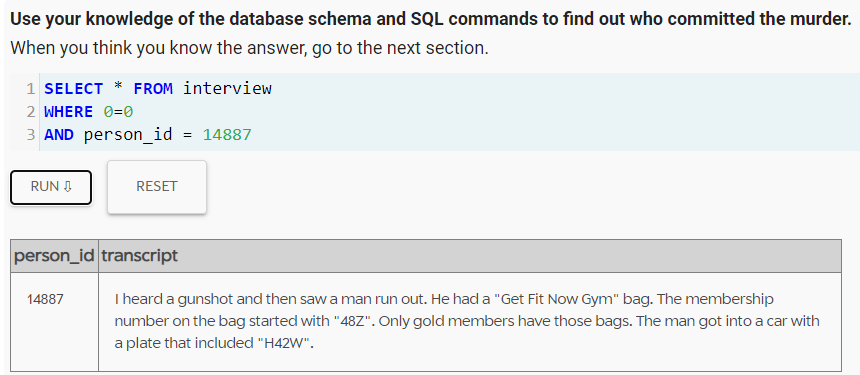 Use your knowledge of the database schema and SQL commands to find out who committed the murder.
When you think you know the answer, go to the next section.
1 SELECT * FROM interview
2 WHERE 0=0
3 AND person_id = 14887
RUN ⇩ RESET
person_id transcript
14887 I heard a gunshot and then saw a man run out. He had a "Get Fit Now Gym" bag. The membership
number on the bag started with "48Z". Only gold members have those bags. The man got into a car with
a plate that included "H42W".